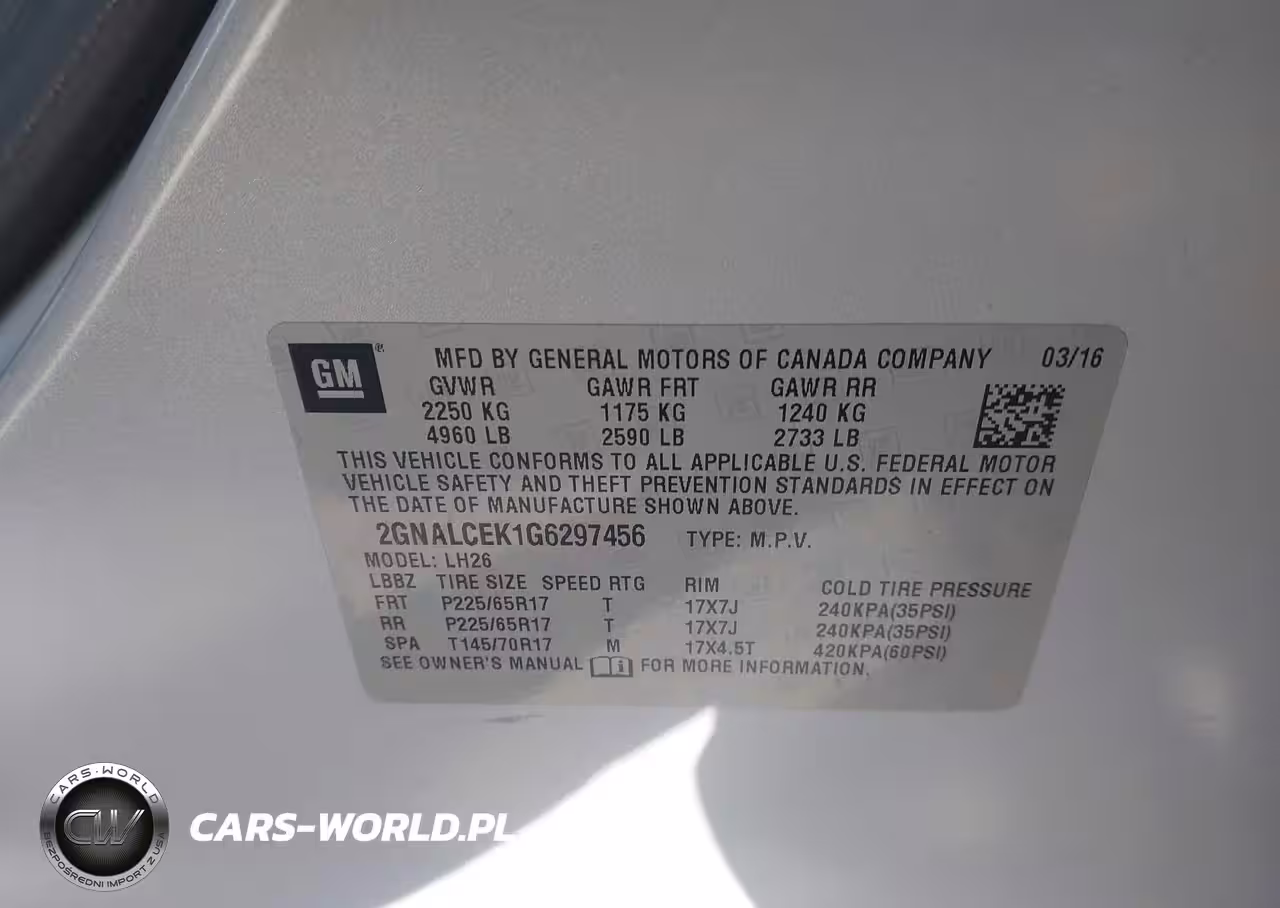 GM®
MFD BY GENERAL MOTORS OF CANADA COMPANY 03/16
GVWR GAWR FRT GAWR RR
2250 KG 1175 KG 1240 KG
4960 LB 2590 LB 2733 LB
THIS VEHICLE CONFORMS TO ALL APPLICABLE U.S. FEDERAL MOTOR
VEHICLE SAFETY AND THEFT PREVENTION STANDARDS IN EFFECT ON
THE DATE OF MANUFACTURE SHOWN ABOVE.
2GNALCEK1G6297456 TYPE: M.P.V.
MODEL: LH26
LBBZ TIRE SIZE SPEED RTG RIM COLD TIRE PRESSURE
FRT P225/65R17 T 17X7J 240KPA(35PSI)
RR P225/65R17 T 17X7J 240KPA(35PSI)
SPA T145/70R17 M 17X4.5T 420KPA(60PSI)
SEE OWNER'S MANUAL i FOR MORE INFORMATION.
CARS-WORLD
CW
BEZPOŚREDNI IMPORT Z USA
CARS-WORLD.PL